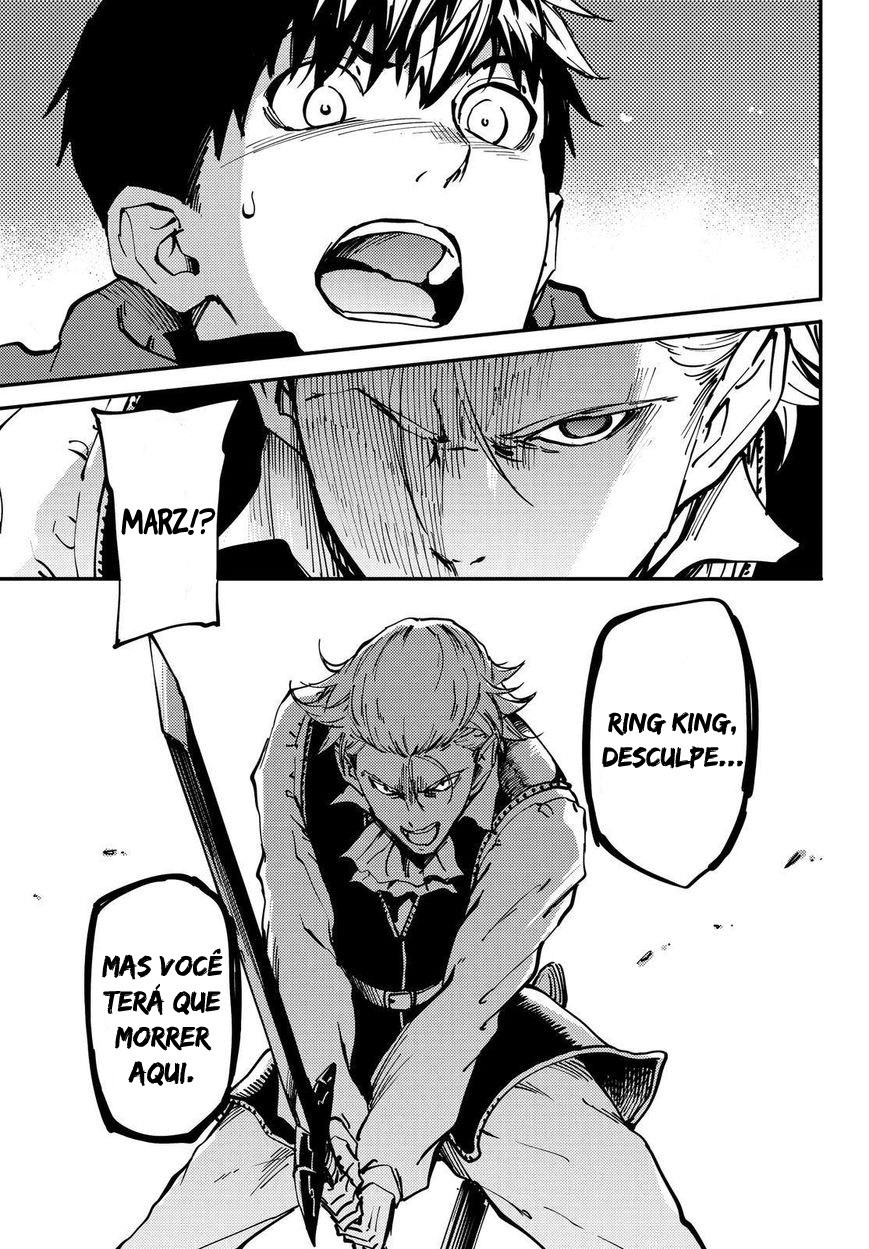 MARZ!?
RING KING,
DESCULPE...
MAS VOCÊ
TERÁ QUE
MORRER
AQUI.